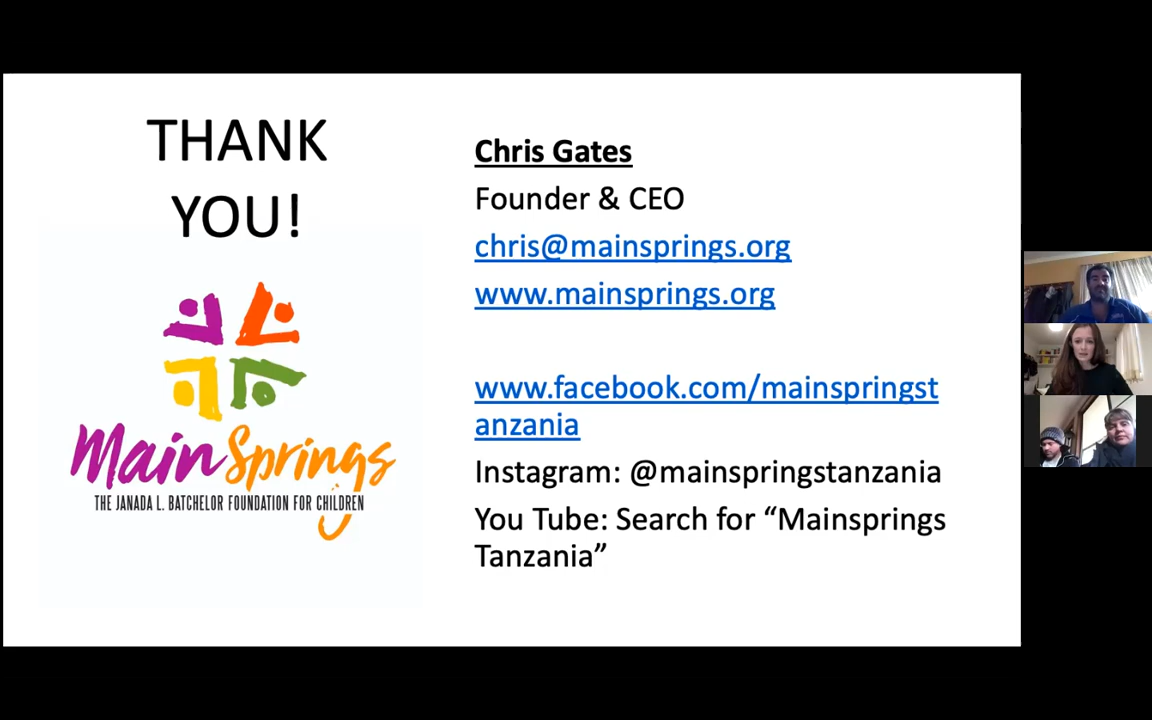 THANK
YOU!
MainSprings
THE JANADA L. BATCHELOR FOUNDATION FOR CHILDREN
Chris Gates
Founder & CEO
chris@mainsprings.org
www.mainsprings.org
www.facebook.com/mainspringst
anzania
Instagram: @mainspringstanzania
You Tube: Search for “Mainsprings
Tanzania”